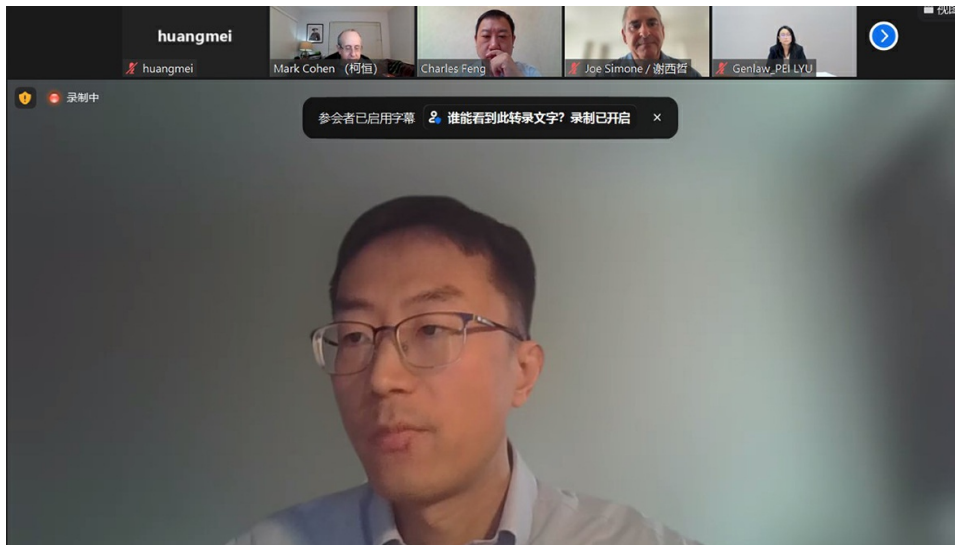 huangmei
huangmei
Mark Cohen （柯恒）
Charles Feng
Joe Simone / 谢西哲
Genlaw_PEI LYU
录制中
参会者已启用字幕
谁能看到此转录文字？录制已开启